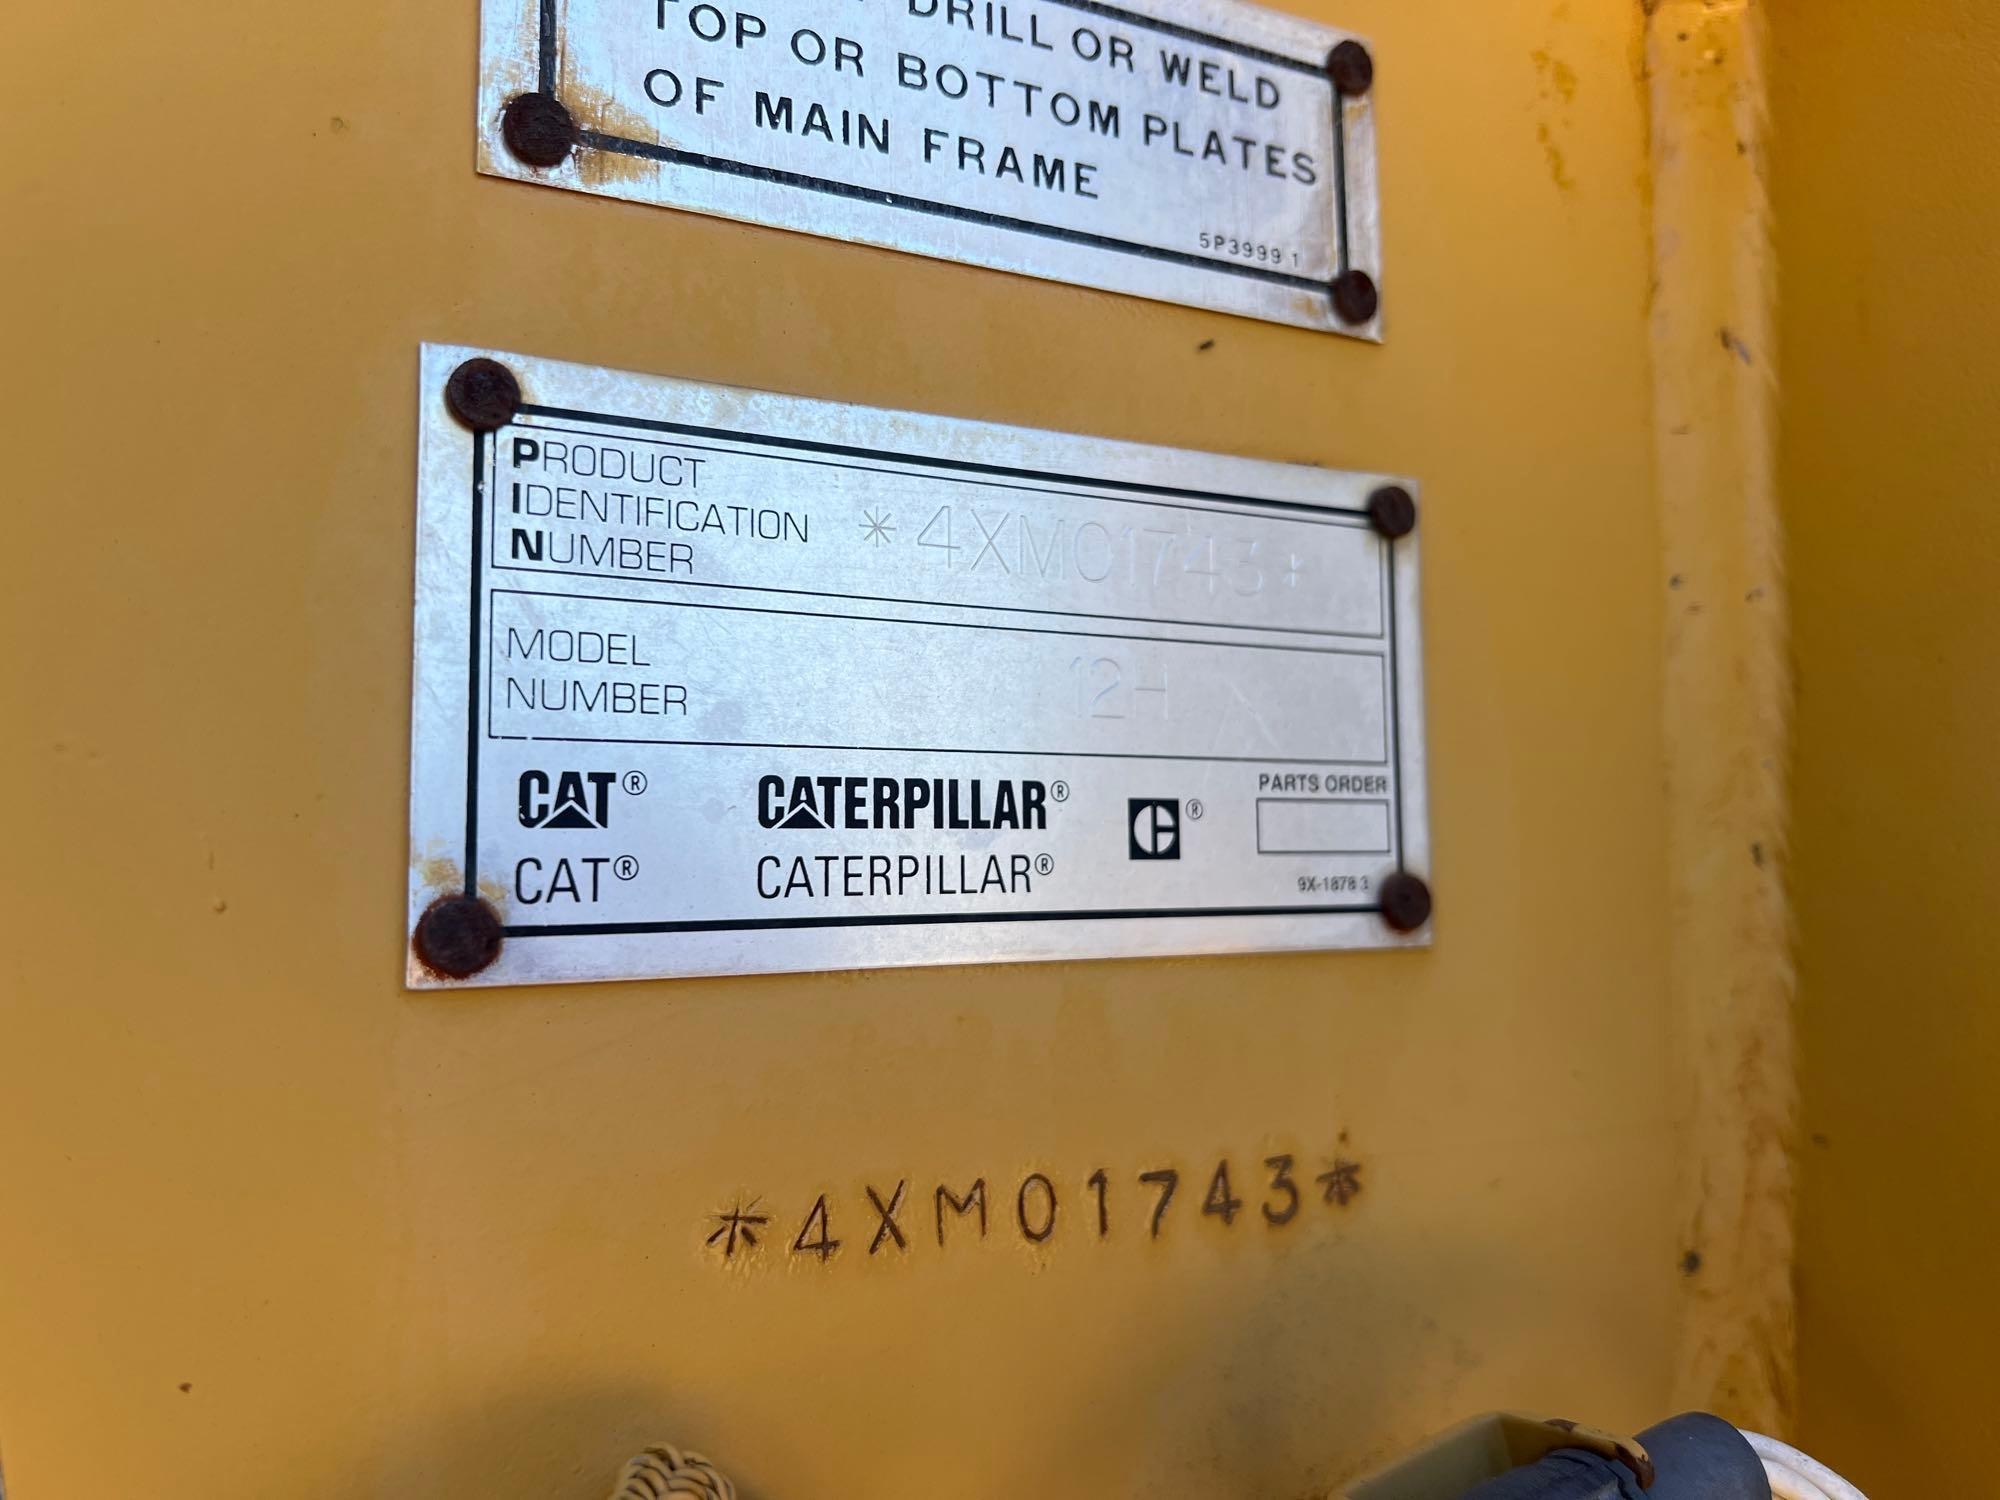 DRILL OR WELD
TOP OR BOTTOM PLATES
OF MAIN FRAME
5P3999 1
PRODUCT
IDENTIFICATION
NUMBER
*4XM01743*
MODEL
NUMBER
12H
CAT® CATERPILLAR® ® PARTS ORDER
CAT® CATERPILLAR®
9X-1878 3
*4XM01743*